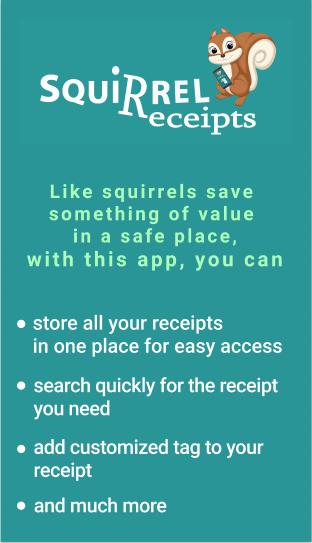 SQUIRREL
Receipts
Like squirrels save
something of value
in a safe place,
with this app, you can
• store all your receipts
in one place for easy access
• search quickly for the receipt
you need
• add customized tag to your
receipt
• and much more